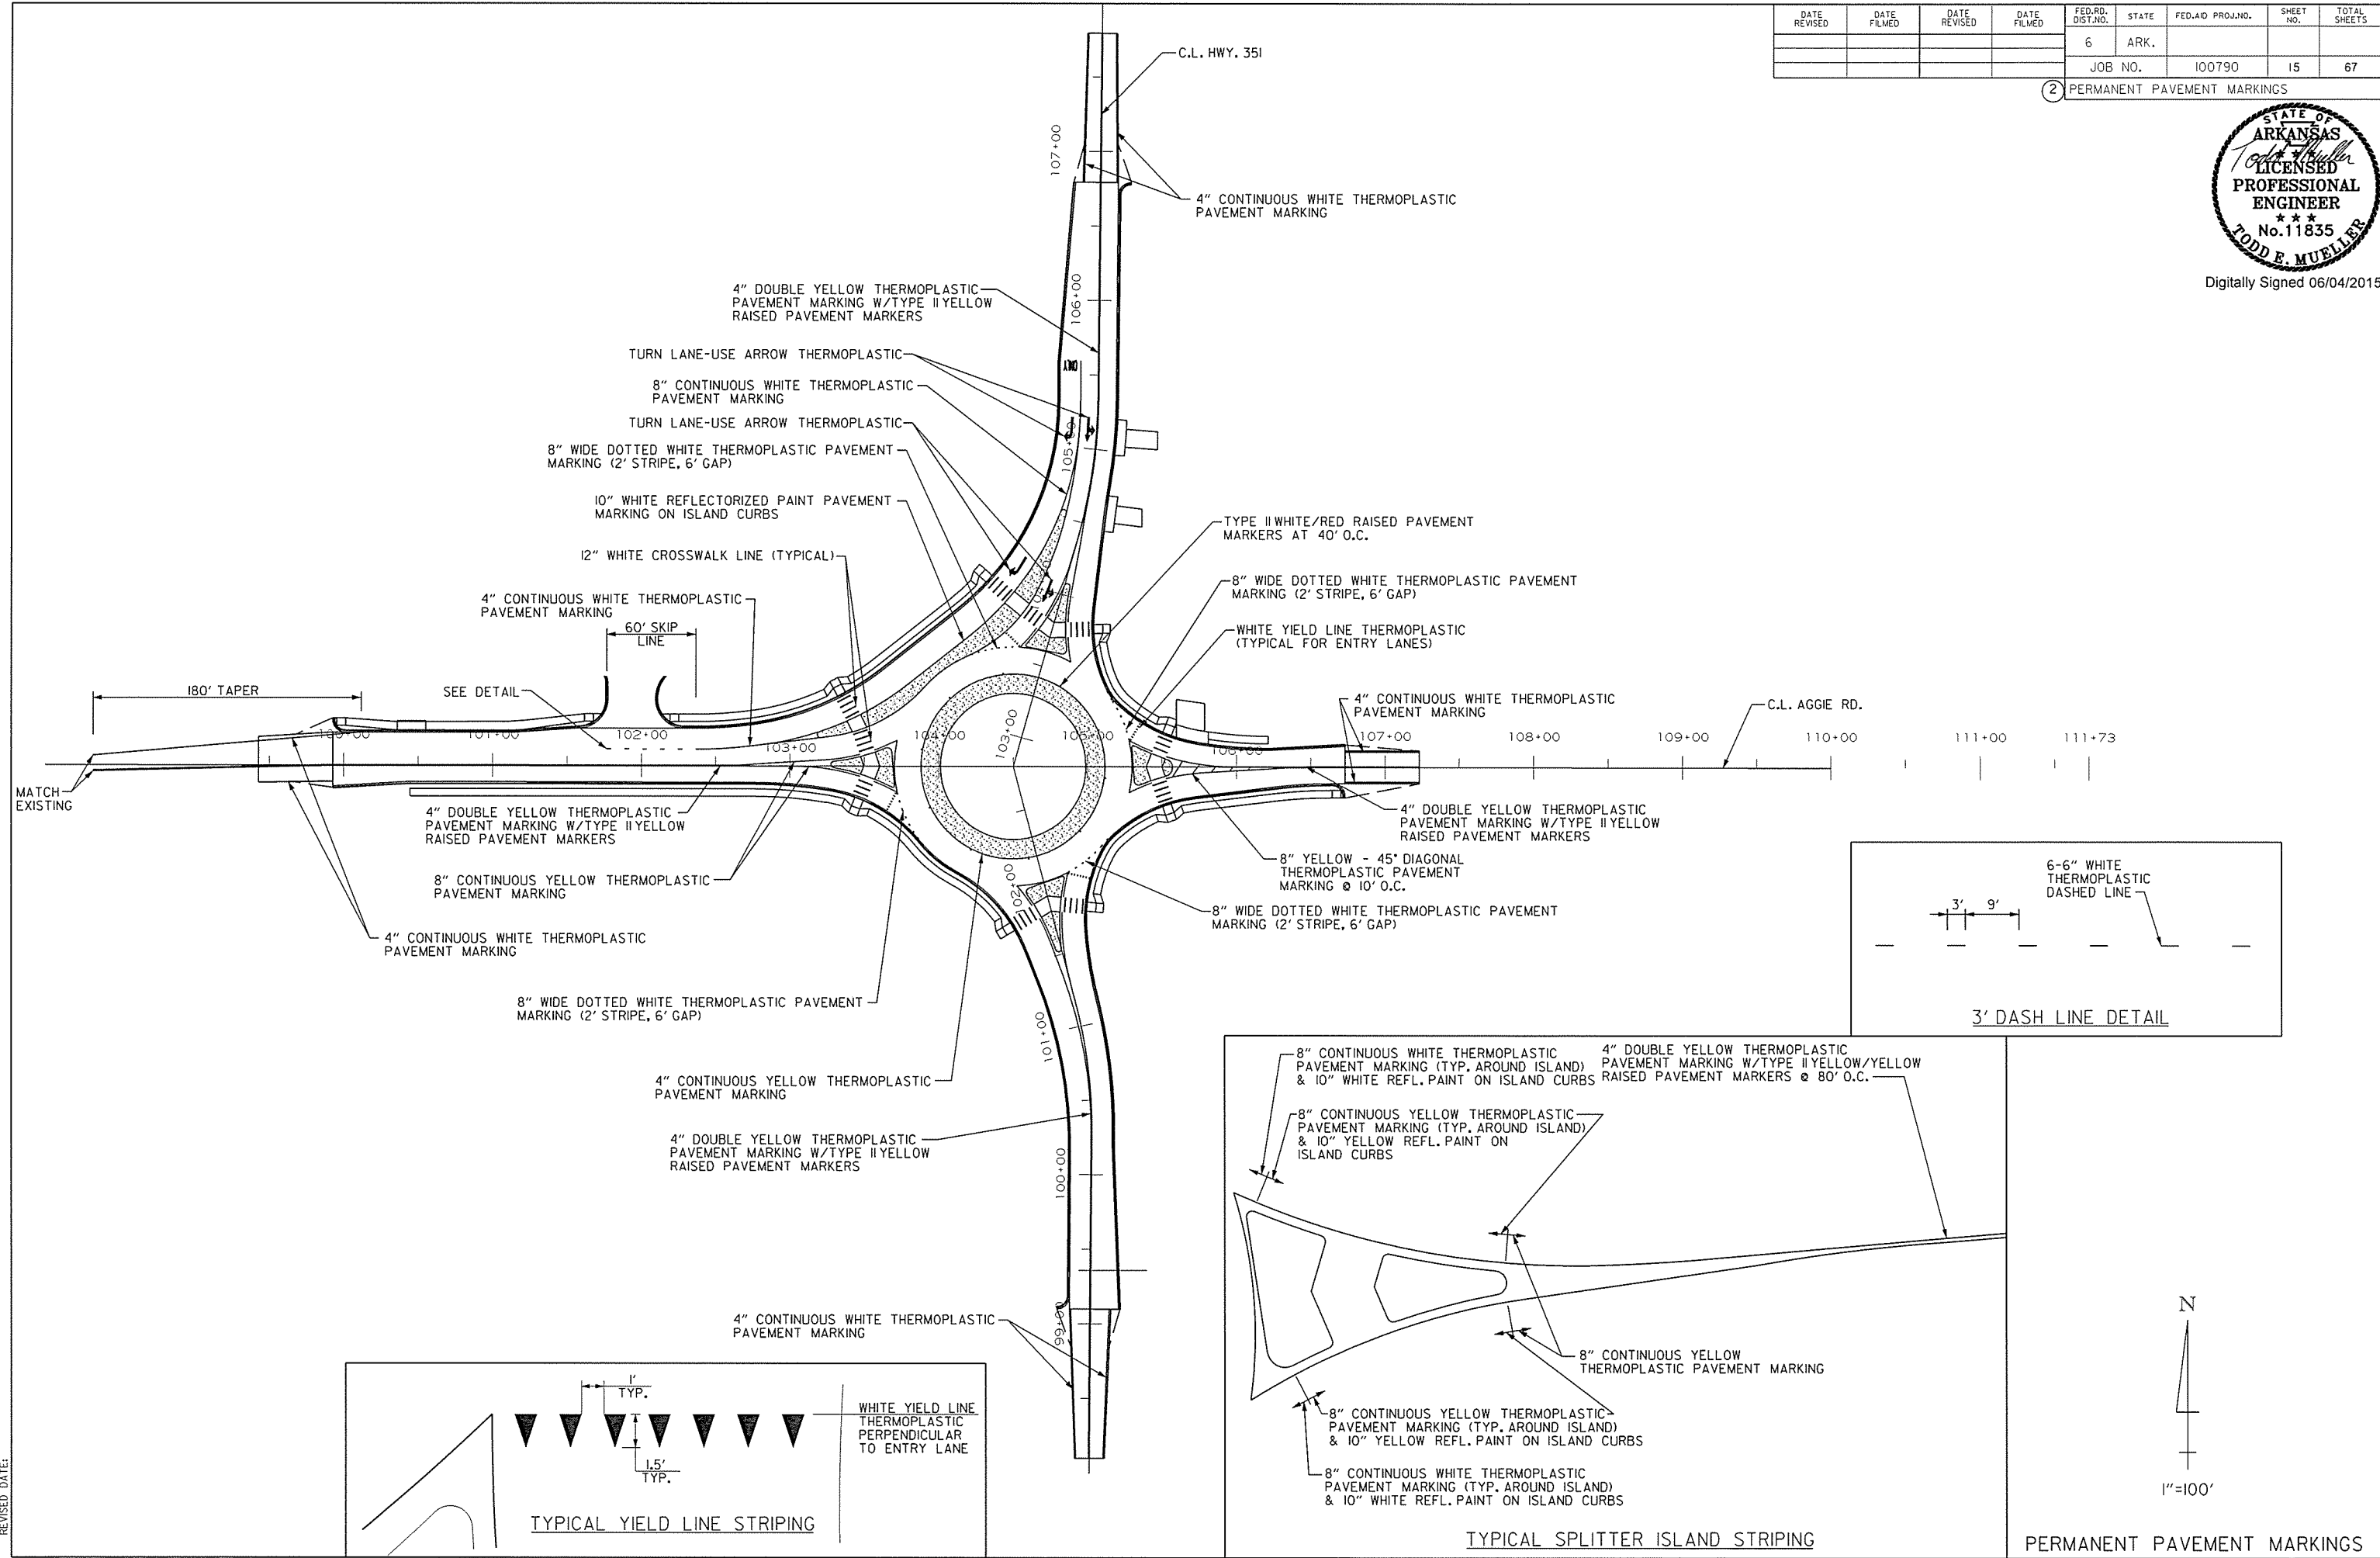 DATE REVISED
DATE FILMED
DATE REVISED
DATE FILMED
FED.RD. DIST.NO.
STATE
FED.AID PROJ.NO.
SHEET NO.
TOTAL SHEETS
6
ARK.
JOB NO.
100790
15
67
2
PERMANENT PAVEMENT MARKINGS
STATE OF
ARKANSAS
LICENSED
PROFESSIONAL
ENGINEER
No.11835
TODD E. MUELLER
Digitally Signed 06/04/2015
C.L. HWY. 351
107+00
4" CONTINUOUS WHITE THERMOPLASTIC
PAVEMENT MARKING
106+00
4" DOUBLE YELLOW THERMOPLASTIC
PAVEMENT MARKING W/TYPE II YELLOW
RAISED PAVEMENT MARKERS
TURN LANE-USE ARROW THERMOPLASTIC
ONLY
8" CONTINUOUS WHITE THERMOPLASTIC
PAVEMENT MARKING
TURN LANE-USE ARROW THERMOPLASTIC
105+00
8" WIDE DOTTED WHITE THERMOPLASTIC PAVEMENT
MARKING (2' STRIPE, 6' GAP)
10" WHITE REFLECTORIZED PAINT PAVEMENT
MARKING ON ISLAND CURBS
12" WHITE CROSSWALK LINE (TYPICAL)
4" CONTINUOUS WHITE THERMOPLASTIC
PAVEMENT MARKING
60' SKIP
LINE
180' TAPER
SEE DETAIL
TYPE II WHITE/RED RAISED PAVEMENT
MARKERS AT 40' O.C.
8" WIDE DOTTED WHITE THERMOPLASTIC PAVEMENT
MARKING (2' STRIPE, 6' GAP)
WHITE YIELD LINE THERMOPLASTIC
(TYPICAL FOR ENTRY LANES)
4" CONTINUOUS WHITE THERMOPLASTIC
PAVEMENT MARKING
C.L. AGGIE RD.
100+00
101+00
102+00
103+00
104+00
103+00
105+00
106+00
107+00
108+00
109+00
110+00
111+00
111+73
MATCH
EXISTING
4" DOUBLE YELLOW THERMOPLASTIC
PAVEMENT MARKING W/TYPE II YELLOW
RAISED PAVEMENT MARKERS
8" CONTINUOUS YELLOW THERMOPLASTIC
PAVEMENT MARKING
4" CONTINUOUS WHITE THERMOPLASTIC
PAVEMENT MARKING
8" WIDE DOTTED WHITE THERMOPLASTIC PAVEMENT
MARKING (2' STRIPE, 6' GAP)
4" DOUBLE YELLOW THERMOPLASTIC
PAVEMENT MARKING W/TYPE II YELLOW
RAISED PAVEMENT MARKERS
8" YELLOW - 45° DIAGONAL
THERMOPLASTIC PAVEMENT
MARKING @ 10' O.C.
8" WIDE DOTTED WHITE THERMOPLASTIC PAVEMENT
MARKING (2' STRIPE, 6' GAP)
102+00
101+00
4" CONTINUOUS YELLOW THERMOPLASTIC
PAVEMENT MARKING
4" DOUBLE YELLOW THERMOPLASTIC
PAVEMENT MARKING W/TYPE II YELLOW
RAISED PAVEMENT MARKERS
100+00
4" CONTINUOUS WHITE THERMOPLASTIC
PAVEMENT MARKING
99+00
6-6" WHITE
THERMOPLASTIC
DASHED LINE
3'
9'
3' DASH LINE DETAIL
8" CONTINUOUS WHITE THERMOPLASTIC
PAVEMENT MARKING (TYP. AROUND ISLAND)
& 10" WHITE REFL. PAINT ON ISLAND CURBS
4" DOUBLE YELLOW THERMOPLASTIC
PAVEMENT MARKING W/TYPE II YELLOW/YELLOW
RAISED PAVEMENT MARKERS @ 80' O.C.
8" CONTINUOUS YELLOW THERMOPLASTIC
PAVEMENT MARKING (TYP. AROUND ISLAND)
& 10" YELLOW REFL. PAINT ON
ISLAND CURBS
8" CONTINUOUS YELLOW
THERMOPLASTIC PAVEMENT MARKING
8" CONTINUOUS YELLOW THERMOPLASTIC
PAVEMENT MARKING (TYP. AROUND ISLAND)
& 10" YELLOW REFL. PAINT ON ISLAND CURBS
8" CONTINUOUS WHITE THERMOPLASTIC
PAVEMENT MARKING (TYP. AROUND ISLAND)
& 10" WHITE REFL. PAINT ON ISLAND CURBS
TYPICAL SPLITTER ISLAND STRIPING
1'
TYP.
1.5'
TYP.
WHITE YIELD LINE
THERMOPLASTIC
PERPENDICULAR
TO ENTRY LANE
TYPICAL YIELD LINE STRIPING
N
1"=100'
PERMANENT PAVEMENT MARKINGS
REVISED DATE: